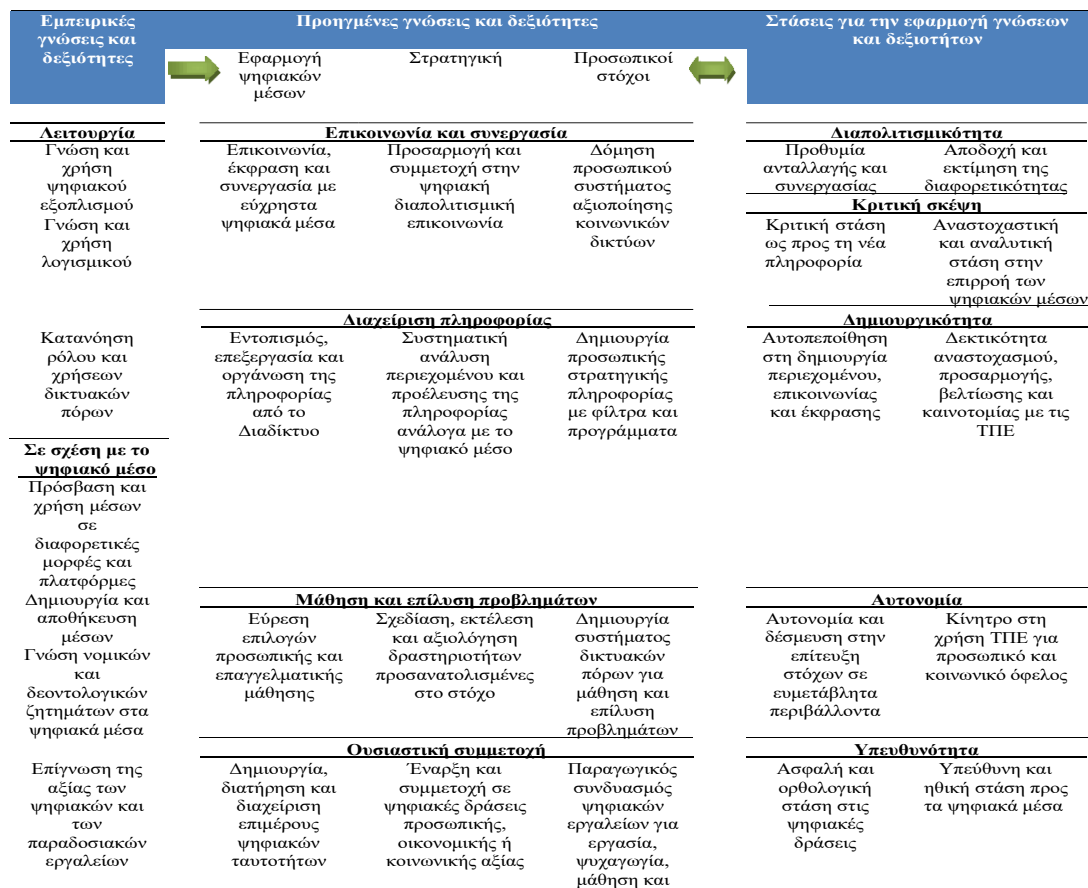 Εμπειρικές
γνώσεις και
δεξιότητες
Προηγμένες γνώσεις και δεξιότητες
Εφαρμογή
ψηφιακών
μέσων
Στρατηγική
Προσωπικοί
στόχοι
Στάσεις για την εφαρμογή γνώσεων
και δεξιοτήτων
Λειτουργία
Γνώση και
χρήση
ψηφιακού
εξοπλισμού
Γνώση και
χρήση
λογισμικού
Κατανόηση
ρόλου και
χρήσεων
δικτυακών
πόρων
Σε σχέση με το
ψηφιακό μέσο
Πρόσβαση και
χρήση μέσων
σε
διαφορετικές
μορφές και
πλατφόρμες
Δημιουργία και
αποθήκευση
μέσων
Γνώση νομικών
και
δεοντολογικών
ζητημάτων στα
ψηφιακά μέσα
Επίγνωση της
αξίας των
ψηφιακών και
των
παραδοσιακών
εργαλείων
Επικοινωνία και συνεργασία
Επικοινωνία,
έκφραση και
συνεργασία με
εύχρηστα
ψηφιακά μέσα
Προσαρμογή και
συμμετοχή στην
ψηφιακή
διαπολιτισμική
επικοινωνία
Δόμηση
προσωπικού
συστήματος
αξιοποίησης
κοινωνικών
δικτύων
Διαχείριση πληροφορίας
Εντοπισμός,
επεξεργασία και
οργάνωση της
πληροφορίας
από το
Διαδίκτυο
Συστηματική
ανάλυση
περιεχομένου και
προέλευσης της
πληροφορίας
ανάλογα με το
ψηφιακό μέσο
Δημιουργία
προσωπικής
στρατηγικής
πληροφορίας
με φίλτρα και
προγράμματα
Μάθηση και επίλυση προβλημάτων
Εύρεση
επιλογών
προσωπικής και
επαγγελματικής
μάθησης
Σχεδίαση, εκτέλεση
και αξιολόγηση
δραστηριοτήτων
προσανατολισμένες
στο στόχο
Δημιουργία
συστήματος
δικτυακών
πόρων για
μάθηση και
επίλυση
προβλημάτων
Ουσιαστική συμμετοχή
Δημιουργία,
διατήρηση και
διαχείριση
επιμέρους
ψηφιακών
ταυτοτήτων
Έναρξη και
συμμετοχή σε
ψηφιακές δράσεις
προσωπικής,
οικονομικής ή
κοινωνικής αξίας
Παραγωγικός
συνδυασμός
ψηφιακών
εργαλείων για
εργασία,
ψυχαγωγία,
μάθηση και
Διαπολιτισμικότητα
Προθυμία
ανταλλαγής και
συνεργασίας
Αποδοχή και
εκτίμηση της
διαφορετικότητας
Κριτική σκέψη
Κριτική στάση
ως προς τη νέα
πληροφορία
Αναστοχαστική
και αναλυτική
στάση στην
επιρροή των
ψηφιακών μέσων
Δημιουργικότητα
Αυτοπεποίθηση
στη δημιουργία
περιεχομένου,
επικοινωνίας
και έκφρασης
Δεκτικότητα
αναστοχασμού,
προσαρμογής,
βελτίωσης και
καινοτομίας με τις
ΤΠΕ
Αυτονομία
Αυτονομία και
δέσμευση στην
επίτευξη
στόχων σε
ευμετάβλητα
περιβάλλοντα
Κίνητρο στη
χρήση ΤΠΕ για
προσωπικό και
κοινωνικό όφελος
Υπευθυνότητα
Ασφαλή και
ορθολογική
στάση στις
ψηφιακές
δράσεις
Υπεύθυνη και
ηθική στάση προς
τα ψηφιακά μέσα